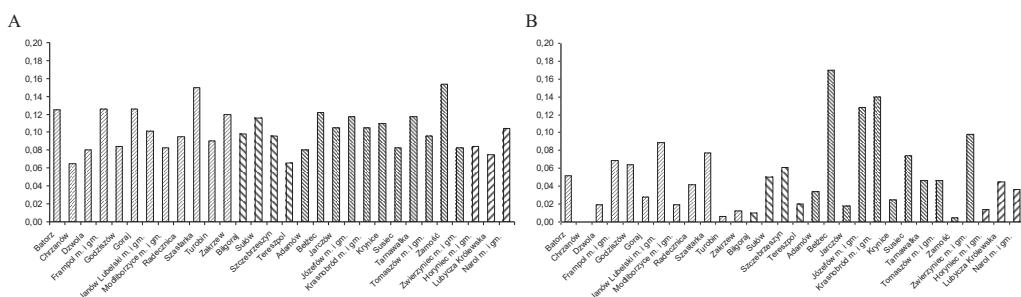 A
0,20
0,18
0,16
0,14
0,12
0,10
0,08
0,06
0,04
0,02
0,00
Batorz
Chrzanów
Dzwola
Frampol m. i gm.
Godziszów
Goraj
Janów Lubelski m. i gm.
Modliborzyce m. i gm.
Radecznica
Szastarka
Turobin
Zakrzew
Biłgoraj
Sułów
Szczebrzeszyn
Tereszpol
Adamów
Bełżec
Jarczów
Józefów m. i gm.
Krasnobród m. i gm.
Krynice
Susiec
Tarnawatka
Tomaszów m. i gm.
Zamość
Zwierzyniec m. i gm.
Horyniec m. i gm.
Lubycza Królewska
Narol m. i gm.
B
0,20
0,18
0,16
0,14
0,12
0,10
0,08
0,06
0,04
0,02
0,00
Batorz
Chrzanów
Dzwola
Frampol m. i gm.
Godziszów
Goraj
Janów Lubelski m. i gm.
Modliborzyce m. i gm.
Radecznica
Szastarka
Turobin
Zakrzew
Biłgoraj
Sułów
Szczebrzeszyn
Tereszpol
Adamów
Bełżec
Jarczów
Józefów m. i gm.
Krasnobród m. i gm.
Krynice
Susiec
Tarnawatka
Tomaszów m. i gm.
Zamość
Zwierzyniec m. i gm.
Horyniec m. i gm.
Lubycza Królewska
Narol m. i gm.